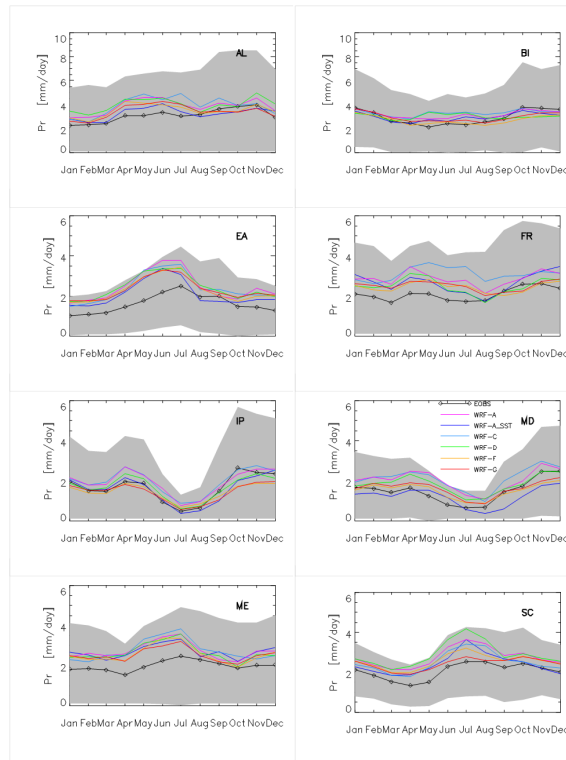 10
8
6
4
2
0
Pr [mm/day]
AL
Jan Feb Mar Apr May Jun Jul Aug Sep Oct Nov Dec
10
8
6
4
2
0
Pr [mm/day]
BI
Jan Feb Mar Apr May Jun Jul Aug Sep Oct Nov Dec
6
4
2
0
Pr [mm/day]
EA
Jan Feb Mar Apr May Jun Jul Aug Sep Oct Nov Dec
6
4
2
0
Pr [mm/day]
FR
Jan Feb Mar Apr May Jun Jul Aug Sep Oct Nov Dec
6
4
2
0
Pr [mm/day]
IP
Jan Feb Mar Apr May Jun Jul Aug Sep Oct Nov Dec
6
4
2
0
Pr [mm/day]
MD
EOBS
WRF-A
WRF-A_SST
WRF-C
WRF-D
WRF-F
WRF-G
Jan Feb Mar Apr May Jun Jul Aug Sep Oct Nov Dec
6
4
2
0
Pr [mm/day]
ME
Jan Feb Mar Apr May Jun Jul Aug Sep Oct Nov Dec
6
4
2
0
Pr [mm/day]
SC
Jan Feb Mar Apr May Jun Jul Aug Sep Oct Nov Dec